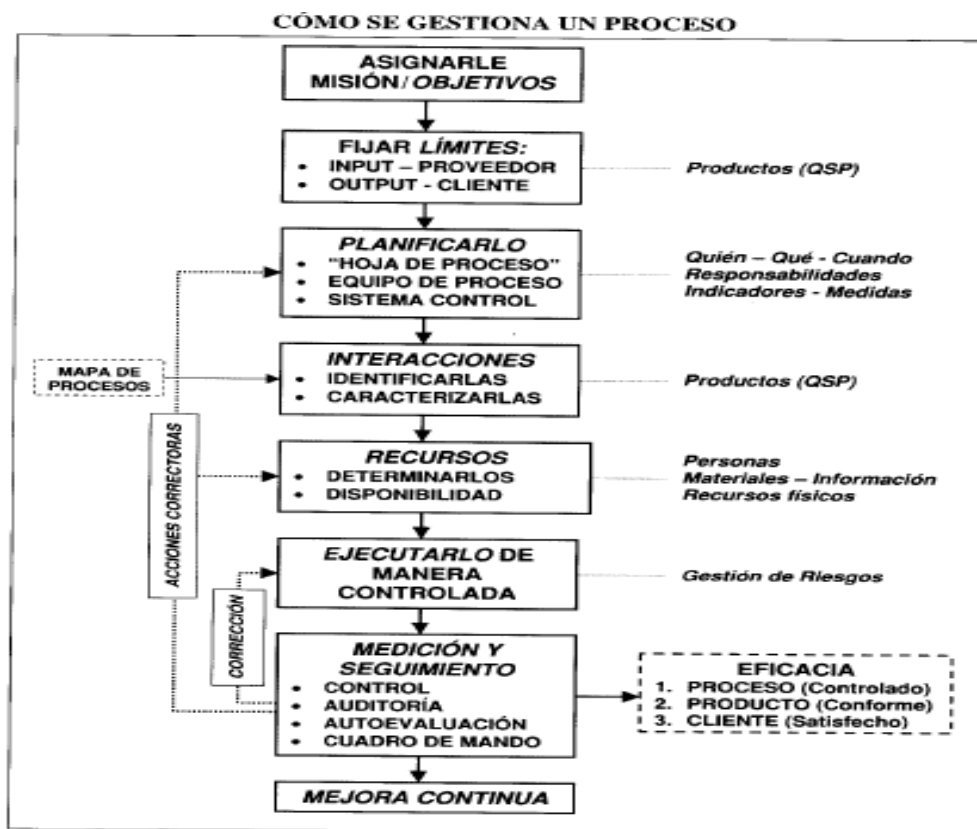 CÓMO SE GESTIONA UN PROCESO
ASIGNARLE
MISIÓN/OBJETIVOS
FIJAR LÍMITES:
• INPUT – PROVEEDOR
• OUTPUT - CLIENTE
Productos (QSP)
PLANIFICARLO
• "HOJA DE PROCESO"
• EQUIPO DE PROCESO
• SISTEMA CONTROL
Quién – Qué - Cuando
Responsabilidades
Indicadores - Medidas
MAPA DE
PROCESOS
INTERACCIONES
• IDENTIFICARLAS
• CARACTERIZARLAS
Productos (QSP)
ACCIONES CORRECTORAS
RECURSOS
• DETERMINARLOS
• DISPONIBILIDAD
Personas
Materiales – Información
Recursos físicos
EJECUTARLO DE
MANERA
CONTROLADA
Gestión de Riesgos
CORRECCIÓN
MEDICIÓN Y
SEGUIMIENTO
• CONTROL
• AUDITORÍA
• AUTOEVALUACIÓN
• CUADRO DE MANDO
EFICACIA
1. PROCESO (Controlado)
2. PRODUCTO (Conforme)
3. CLIENTE (Satisfecho)
MEJORA CONTINUA